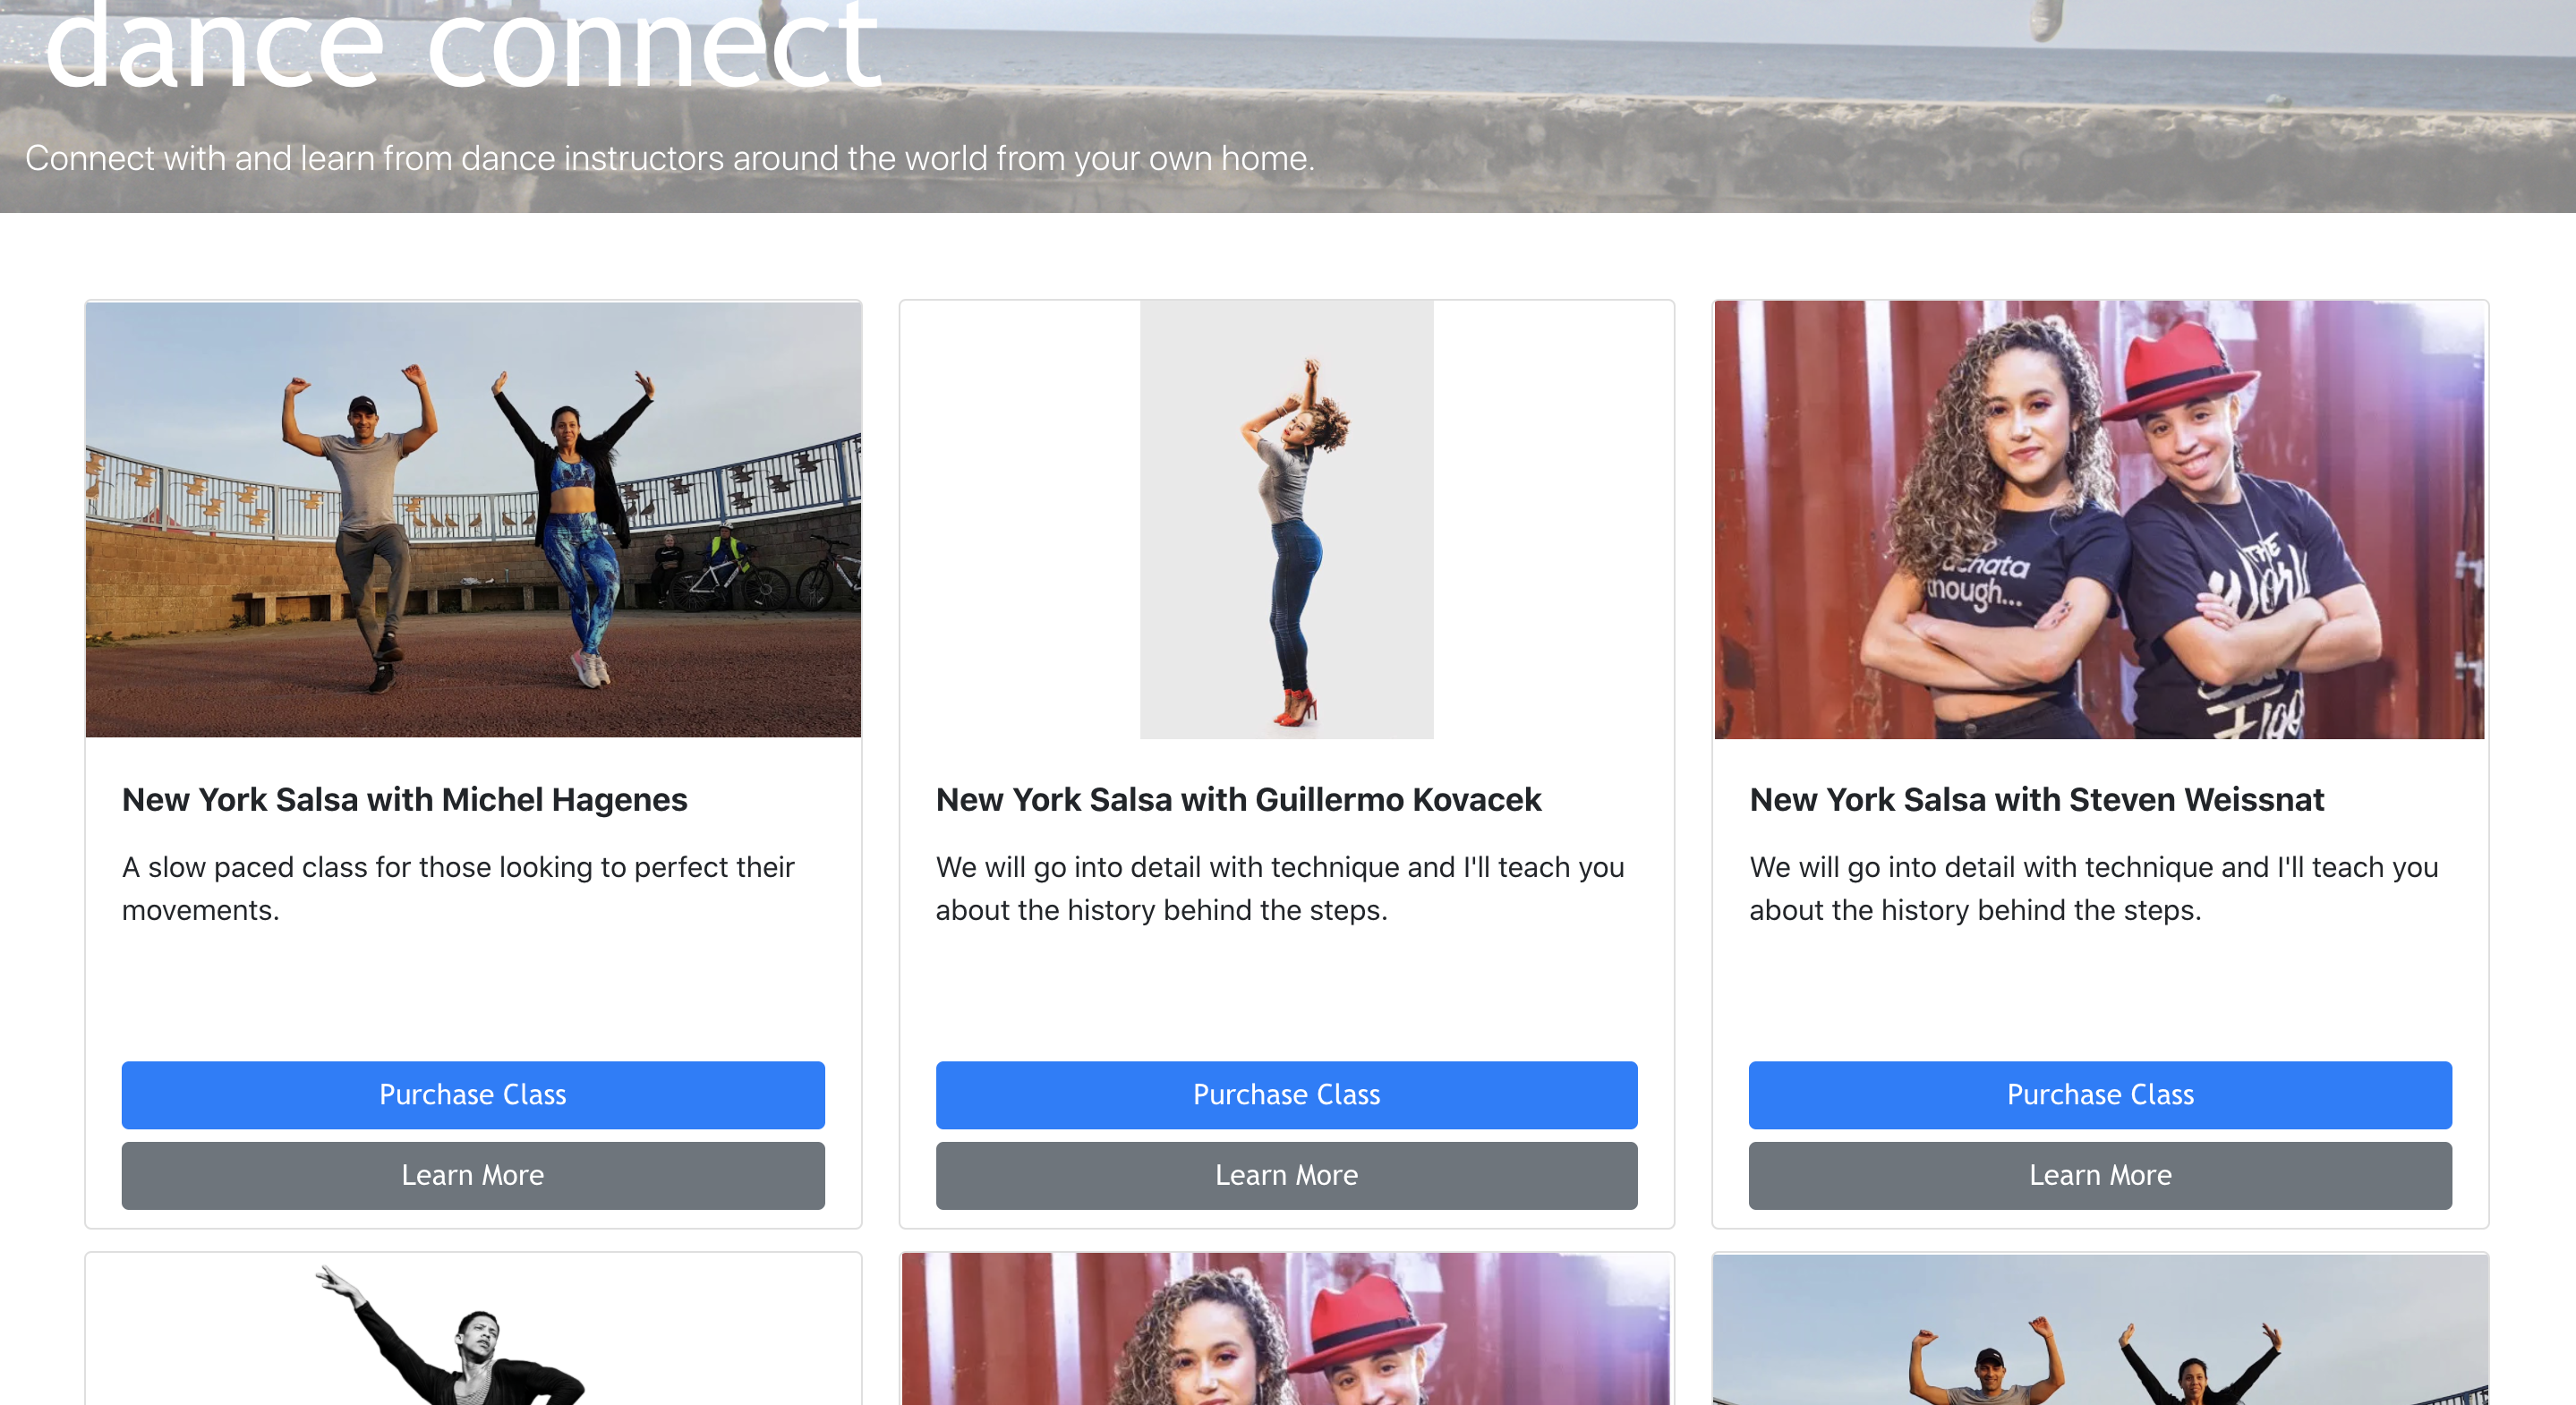 dance connect
Connect with and learn from dance instructors around the world from your own home.
though...
THE
New York Salsa with Michel Hagenes
New York Salsa with Guillermo Kovacek
New York Salsa with Steven Weissnat
A slow paced class for those looking to perfect their
movements.
We will go into detail with technique and I'll teach you
about the history behind the steps.
We will go into detail with technique and I'll teach you
about the history behind the steps.
Purchase Class
Purchase Class
Purchase Class
Learn More
Learn More
Learn More